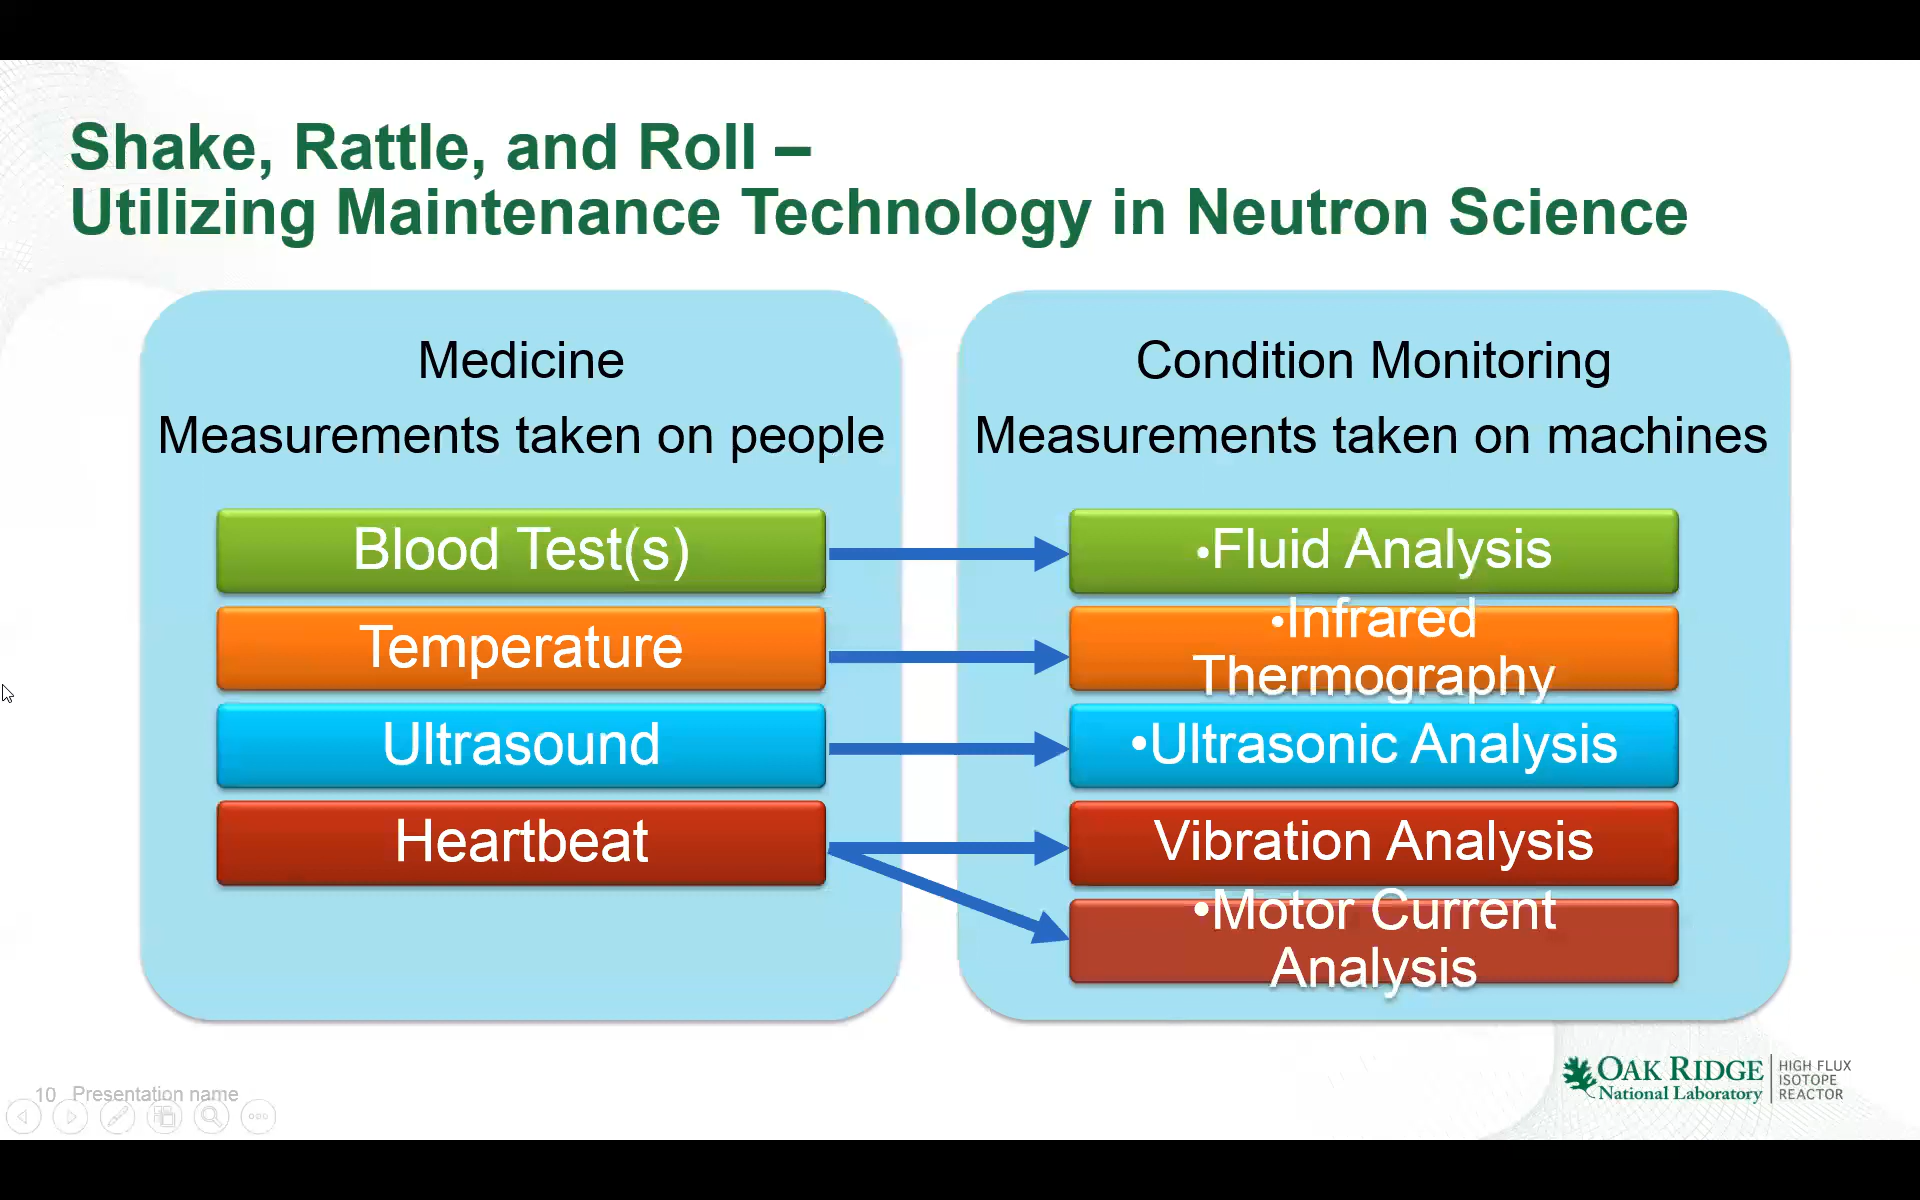 Shake, Rattle, and Roll –
Utilizing Maintenance Technology in Neutron Science
Medicine
Measurements taken on people
Blood Test(s)
Temperature
Ultrasound
Heartbeat
Condition Monitoring
Measurements taken on machines
•Fluid Analysis
•Infrared
Thermography
•Ultrasonic Analysis
Vibration Analysis
•Motor Current
Analysis
10 Presentation name
OAK RIDGE
National Laboratory
HIGH FLUX
ISOTOPE
REACTOR